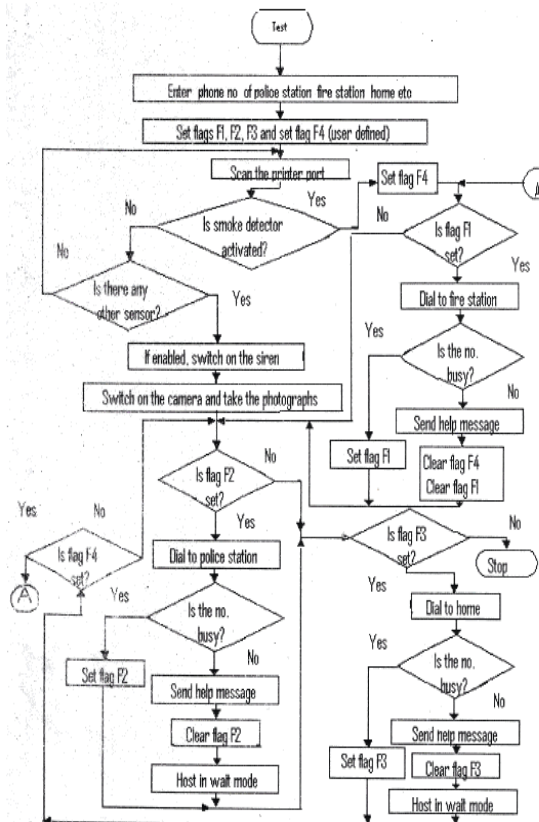 Test
Enter phone no. of police station fire station home etc
Set flags F1, F2, F3 and set flag F4 (user defined)
Scan the printer port
Set flag F4
A
Yes
No
No
Is smoke detector
activated?
Is flag F1
set?
Yes
No
Is there any
other sensor?
Yes
Dial to fire station
If enabled, switch on the siren
Yes
Is the no.
busy?
Switch on the camera and take the photographs
No
Send help message
No
Set flag F1
Clear flag F4
Clear flag F1
Is flag F2
set?
Yes
No
Is flag F3
set?
No
Is flag F4
set?
Yes
Stop
Dial to police station
Yes
A
Yes
Dial to home
Is the no.
busy?
Yes
Is the no.
busy?
Set flag F2
No
Send help message
No
Clear flag F2
Send help message
Set flag F3
Clear flag F3
Host in wait mode
Host in wait mode